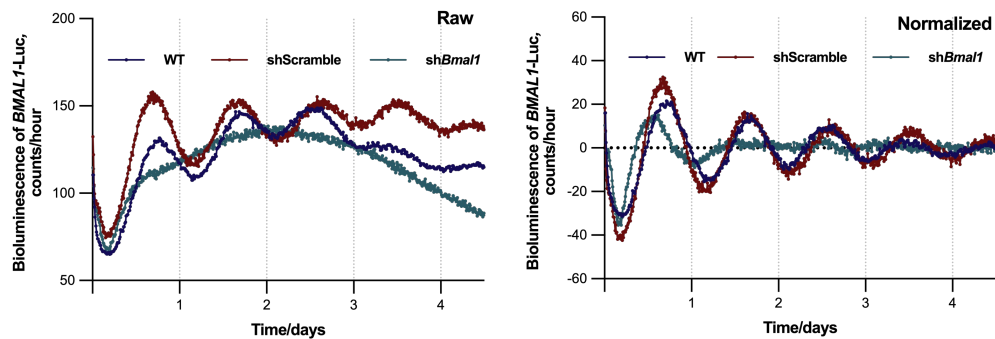 Raw
WT shScramble shBmal1
Bioluminescence of BMAL1-Luc,
counts/hour
200
150
100
50
1 2 3 4
Time/days
Normalized
WT shScramble shBmal1
Bioluminescence of BMAL1-Luc,
counts/hour
60
40
20
0
-20
-40
-60
1 2 3 4
Time/days